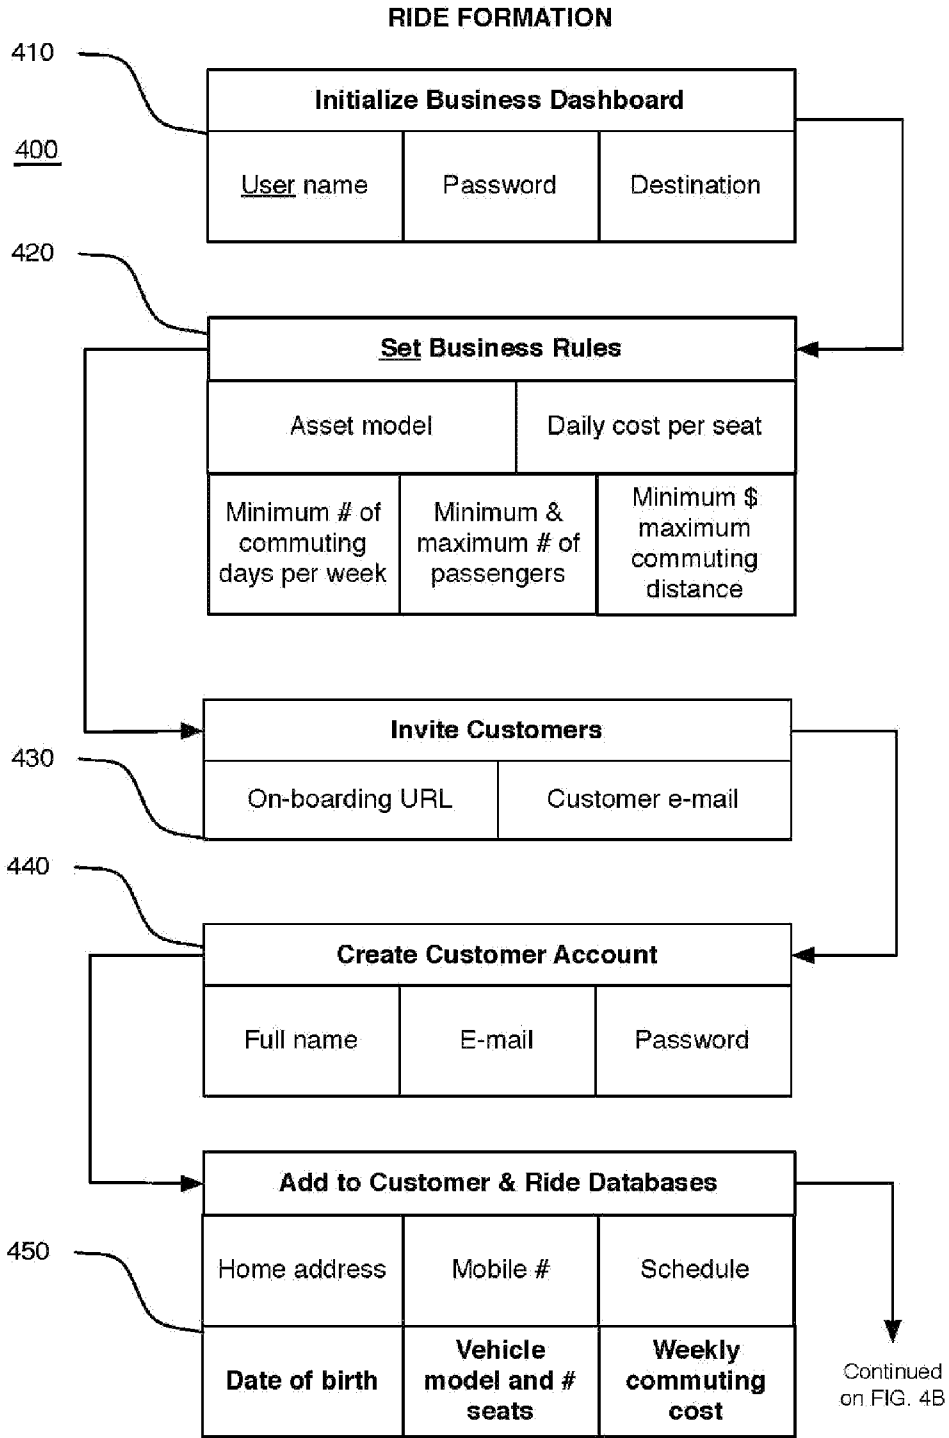 RIDE FORMATION
410
400
Initialize Business Dashboard
User name
Password
Destination
420
Set Business Rules
Asset model
Daily cost per seat
Minimum # of
commuting
days per week
Minimum &
maximum # of
passengers
Minimum $
maximum
commuting
distance
430
Invite Customers
On-boarding URL
Customer e-mail
440
Create Customer Account
Full name
E-mail
Password
450
Add to Customer & Ride Databases
Home address
Mobile #
Schedule
Date of birth
Vehicle
model and #
seats
Weekly
commuting
cost
Continued
on FIG. 4B